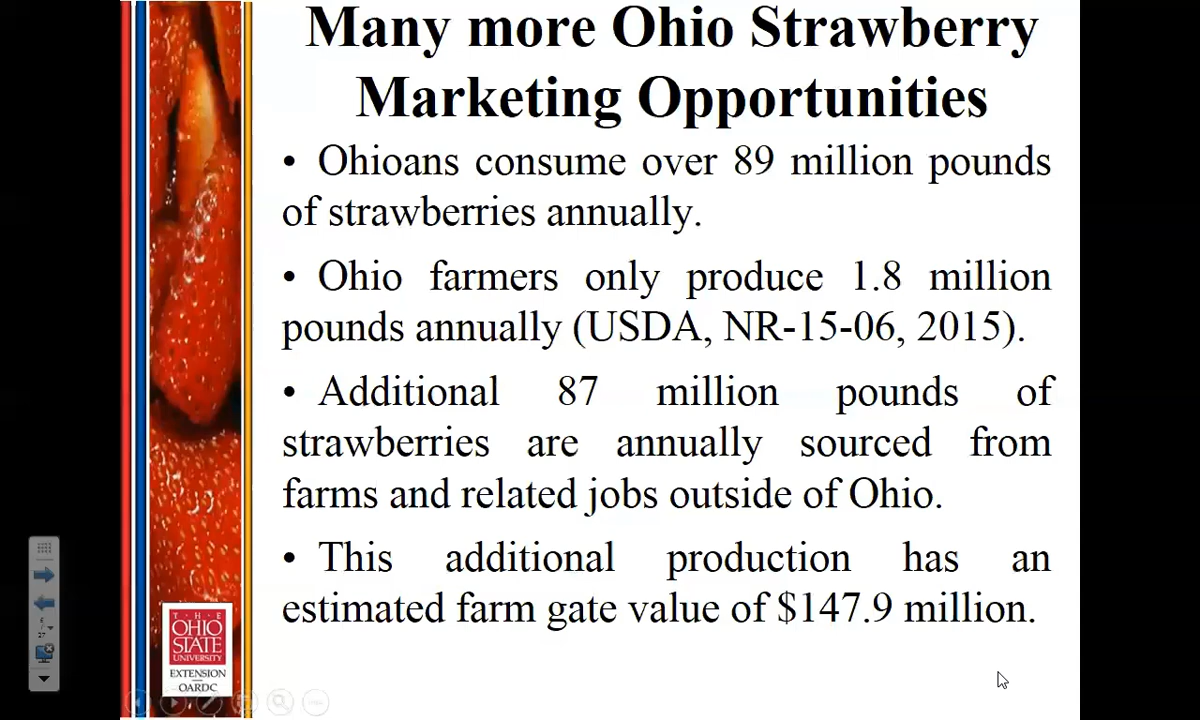 Many more Ohio Strawberry
Marketing Opportunities
• Ohioans consume over 89 million pounds
of strawberries annually.
• Ohio farmers only produce 1.8 million
pounds annually (USDA, NR-15-06, 2015).
• Additional 87 million pounds of
strawberries are annually sourced from
farms and related jobs outside of Ohio.
• This additional production has an
estimated farm gate value of $147.9 million.
T·H·E
OHIO
STATE
UNIVERSITY
EXTENSION
OARDC
5
27